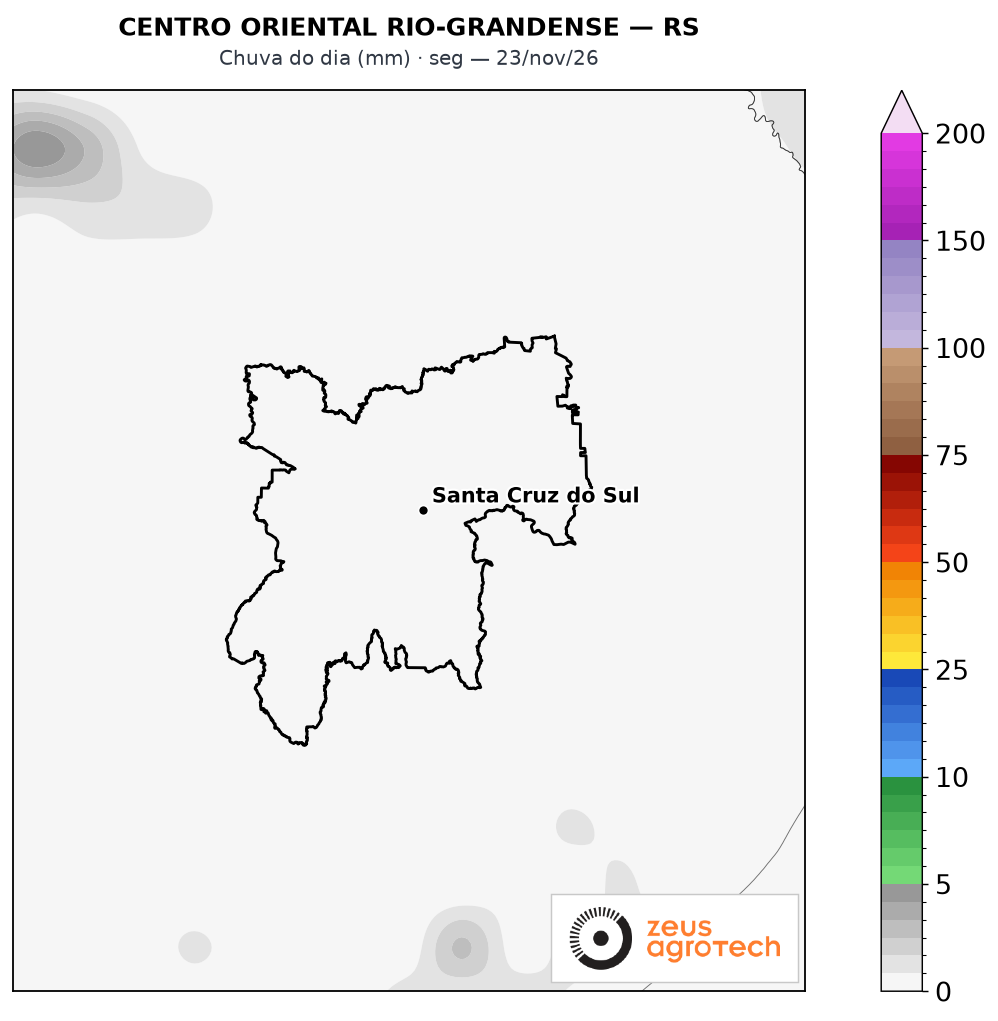 CENTRO ORIENTAL RIO-GRANDENSE — RS
Chuva do dia (mm) · seg — 23/nov/26
200
150
100
75
50
25
10
5
0
Santa Cruz do Sul
zeus
agrotech